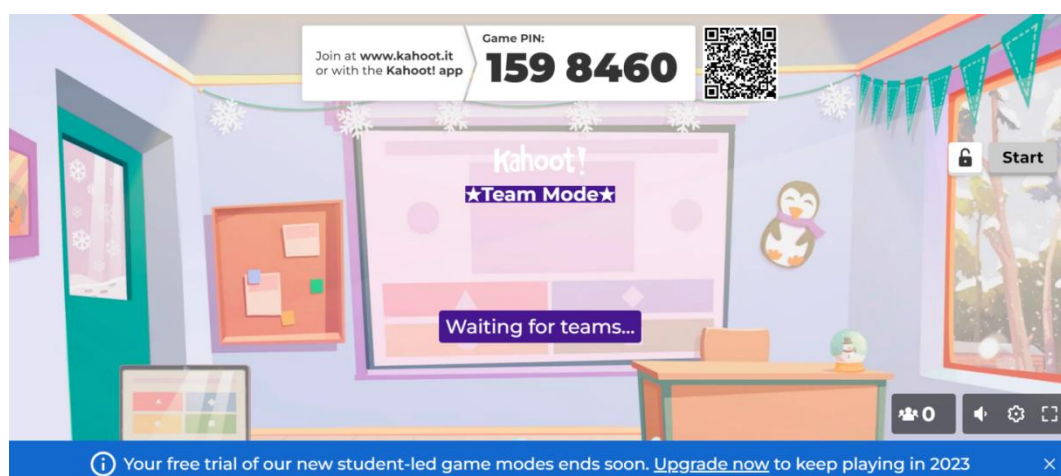 Join at www.kahoot.it
or with the Kahoot! app
Game PIN:
159 8460
Kahoot!
★Team Mode★
Start
Waiting for teams...
0
Your free trial of our new student-led game modes ends soon. Upgrade now to keep playing in 2023